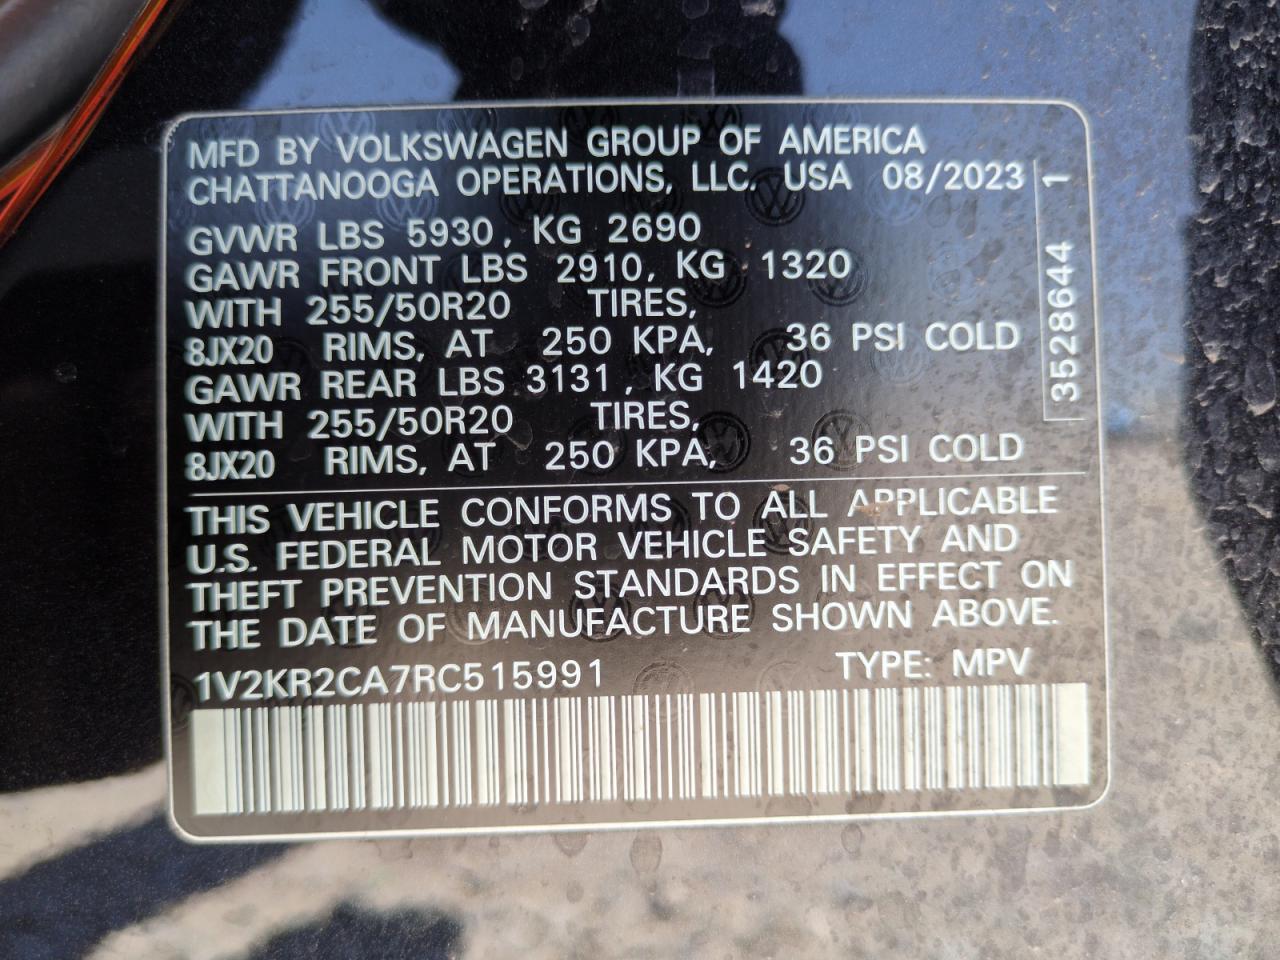 MFD BY VOLKSWAGEN GROUP OF AMERICA
CHATTANOOGA OPERATIONS, LLC. USA 08/2023
GVWR LBS 5930, KG 2690
GAWR FRONT LBS 2910, KG 1320
WITH 255/50R20 TIRES,
8JX20 RIMS, AT 250 KPA, 36 PSI COLD
GAWR REAR LBS 3131, KG 1420
WITH 255/50R20 TIRES,
8JX20 RIMS, AT 250 KPA, 36 PSI COLD
3528644 1
THIS VEHICLE CONFORMS TO ALL APPLICABLE
U.S. FEDERAL MOTOR VEHICLE SAFETY AND
THEFT PREVENTION STANDARDS IN EFFECT ON
THE DATE OF MANUFACTURE SHOWN ABOVE.
1V2KR2CA7RC515991 TYPE: MPV